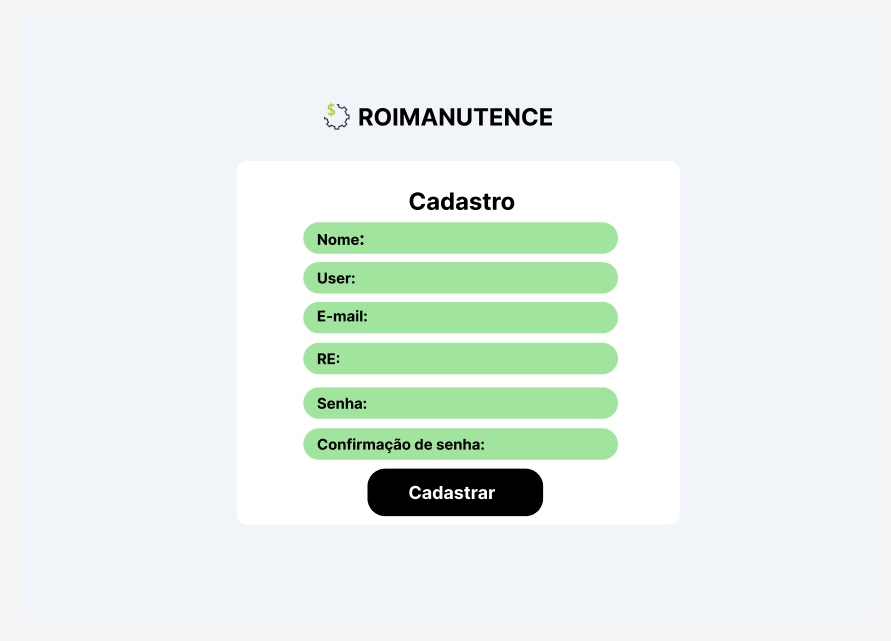 $ ROIMANUTENCE
Cadastro
Nome:
User:
E-mail:
RE:
Senha:
Confirmação de senha:
Cadastrar